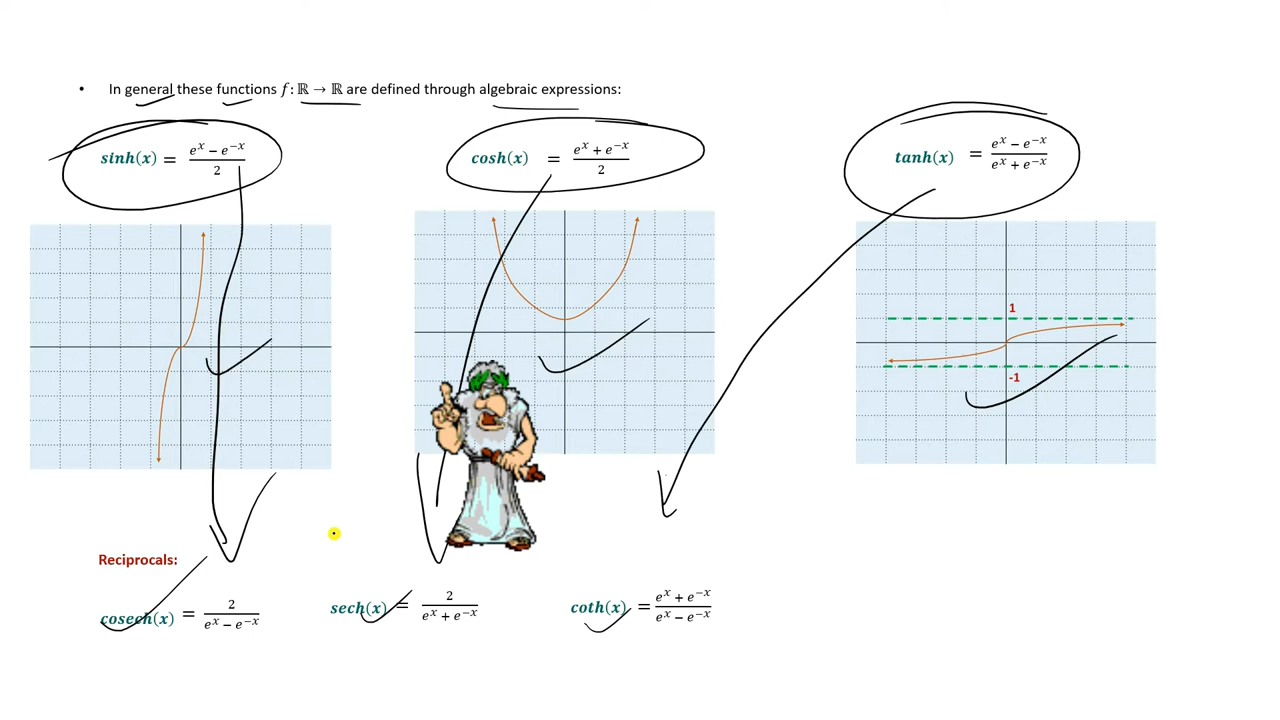 • In general these functions f: ℝ → ℝ are defined through algebraic expressions:
sinh(x) = (e^x − e^−x)/2
cosh(x) = (e^x + e^−x)/2
tanh(x) = (e^x − e^−x)/(e^x + e^−x)
1
-1
Reciprocals:
cosech(x) = 2/(e^x − e^−x)
sech(x) = 2/(e^x + e^−x)
coth(x) = (e^x + e^−x)/(e^x − e^−x)